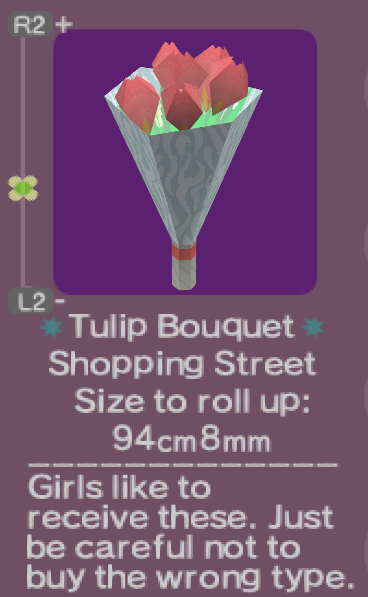 R2 +
L2 -
Tulip Bouquet
Shopping Street
Size to roll up:
94cm8mm
Girls like to
receive these. Just
be careful not to
buy the wrong type.